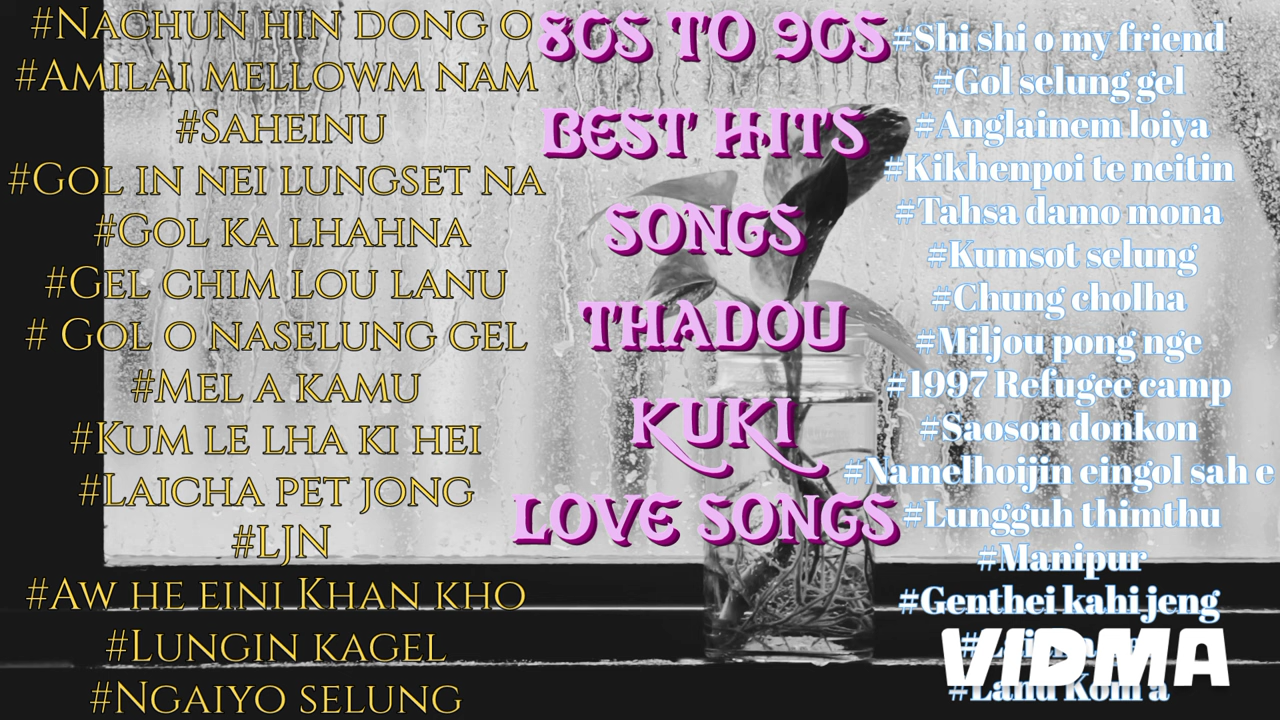 #Nachun hin dong o
#Amilai mellowm nam
#Saheinu
#Gol in nei lungset na
#Gol ka lhahna
#Gel chim lou lanu
# Gol o naselung gel
#Mel a kamu
#Kum le lha ki hei
#Laicha pet jong
#LJN
#Aw he eini Khan kho
#Lungin kagel
#Ngaiyo selung
80s to 90s
Best Hits
Songs
Thadou
Kuki
Love Songs
#Shi shi o my friend
#Gol selung gel
#Anglainem loiya
#Kikhenpoi te neitin
#Tahsa damo mona
#Kumsot selung
#Chung cholha
#Miljou pong nge
#1997 Refugee camp
#Saoson donkon
#Namelhoijin eingol sah e
#Lungguh thimthu
#Manipur
#Genthei kahi jeng
#Lanu Kom a
VIDMA